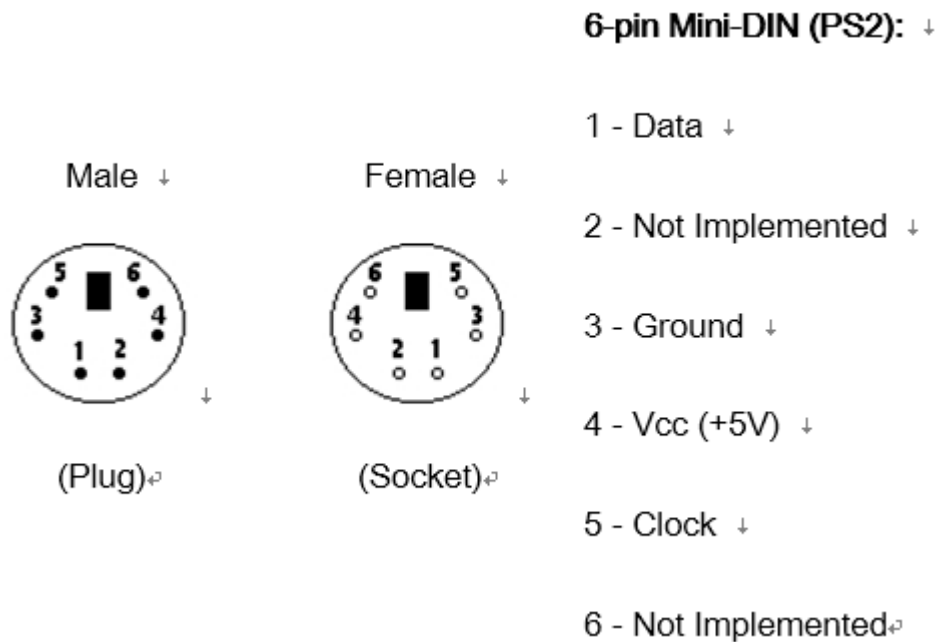 6-pin Mini-DIN (PS2): ↓
1 - Data ↓
Male ↓
Female ↓
2 - Not Implemented ↓
5 6
3 4
1 2
6 5
4 3
2 1
↓
↓
3 - Ground ↓
4 - Vcc (+5V) ↓
(Plug)↵
(Socket)↵
5 - Clock ↓
6 - Not Implemented↵